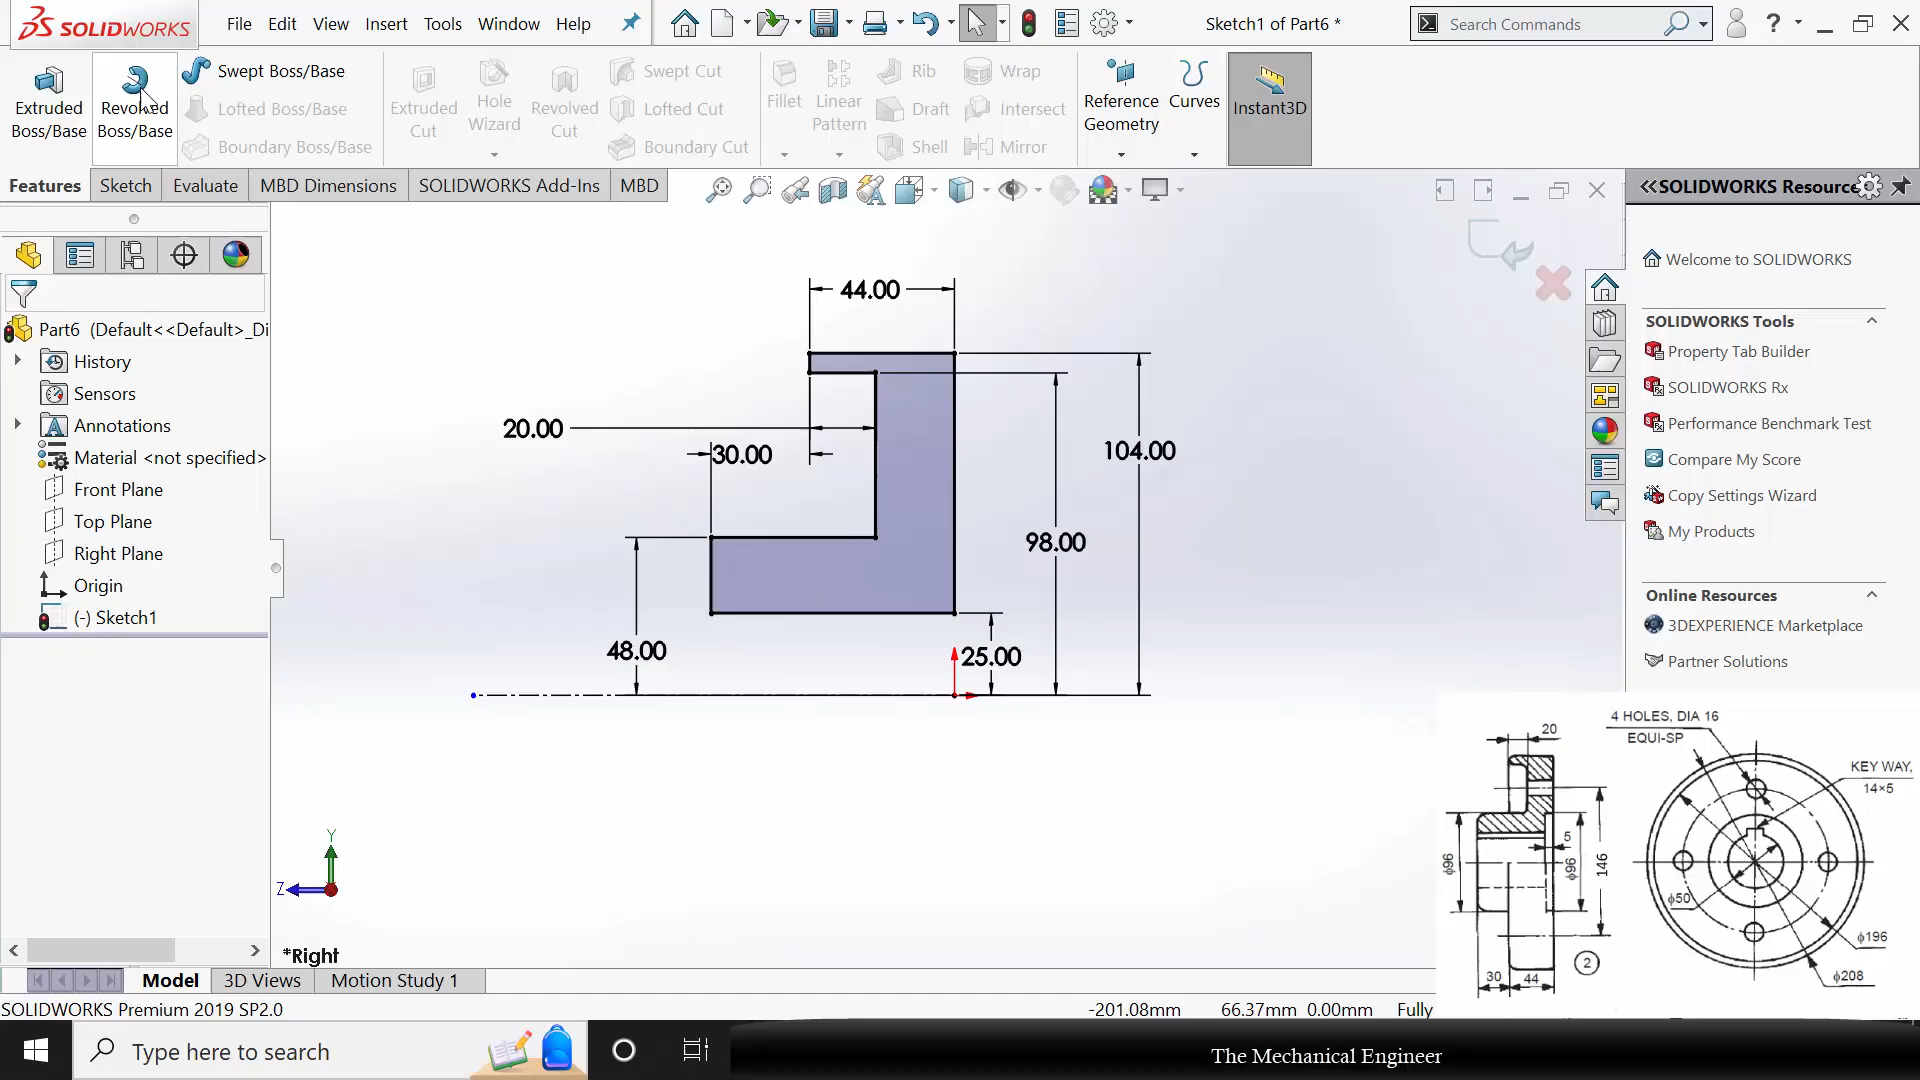 SOLIDWORKS
File Edit View Insert Tools Window Help
Sketch1 of Part6 *
Search Commands
Extruded Boss/Base
Revolved Boss/Base
Swept Boss/Base
Lofted Boss/Base
Boundary Boss/Base
Extruded Cut
Hole Wizard
Revolved Cut
Swept Cut
Lofted Cut
Boundary Cut
Fillet
Linear Pattern
Rib
Draft
Shell
Wrap
Intersect
Mirror
Reference Geometry
Curves
Instant3D
Features Sketch Evaluate MBD Dimensions SOLIDWORKS Add-Ins MBD
Part6 (Default<<Default>_Di
History
Sensors
Annotations
Material <not specified>
Front Plane
Top Plane
Right Plane
Origin
(-) Sketch1
44.00
20.00
30.00
104.00
98.00
48.00
25.00
Y
Z
*Right
SOLIDWORKS Resource
Welcome to SOLIDWORKS
SOLIDWORKS Tools
Property Tab Builder
SOLIDWORKS Rx
Performance Benchmark Test
Compare My Score
Copy Settings Wizard
My Products
Online Resources
3DEXPERIENCE Marketplace
Partner Solutions
4 HOLES, DIA 16
EQUI-SP
20
KEY WAY,
14×5
5
ϕ96
ϕ96
146
ϕ50
ϕ196
ϕ208
30 44
2
Model 3D Views Motion Study 1
SOLIDWORKS Premium 2019 SP2.0
-201.08mm 66.37mm 0.00mm Fully
Type here to search
The Mechanical Engineer